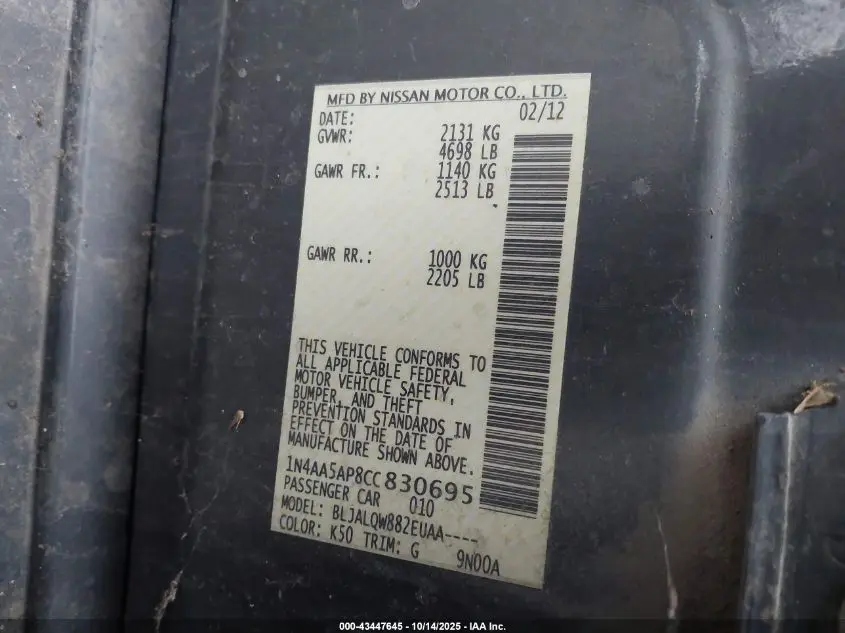 MFD BY NISSAN MOTOR CO., LTD.
DATE: 02/12
GVWR: 2131 KG
4698 LB
GAWR FR.: 1140 KG
2513 LB
GAWR RR.: 1000 KG
2205 LB
THIS VEHICLE CONFORMS TO
ALL APPLICABLE FEDERAL
MOTOR VEHICLE SAFETY,
BUMPER, AND THEFT
PREVENTION STANDARDS IN
EFFECT ON THE DATE OF
MANUFACTURE SHOWN ABOVE.
1N4AA5AP8CC830695
PASSENGER CAR 010
MODEL: BLJALQW882EUAA----
COLOR: K50 TRIM: G 9N00A
000-43447645 - 10/14/2025 - IAA Inc.